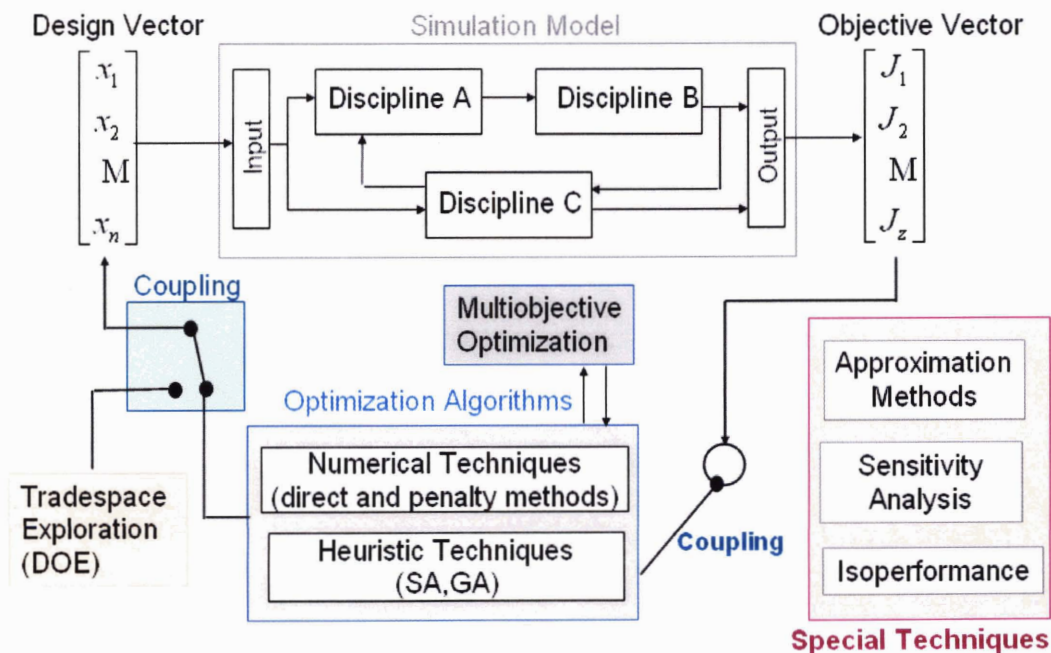 Design Vector
Simulation Model
Objective Vector
x₁
x₂
M
xₙ
Input
Discipline A
Discipline B
Discipline C
Output
J₁
J₂
M
J_z
Coupling
Multiobjective
Optimization
Optimization Algorithms
Numerical Techniques
(direct and penalty methods)
Heuristic Techniques
(SA,GA)
Tradespace
Exploration
(DOE)
Coupling
Approximation
Methods
Sensitivity
Analysis
Isoperformance
Special Techniques